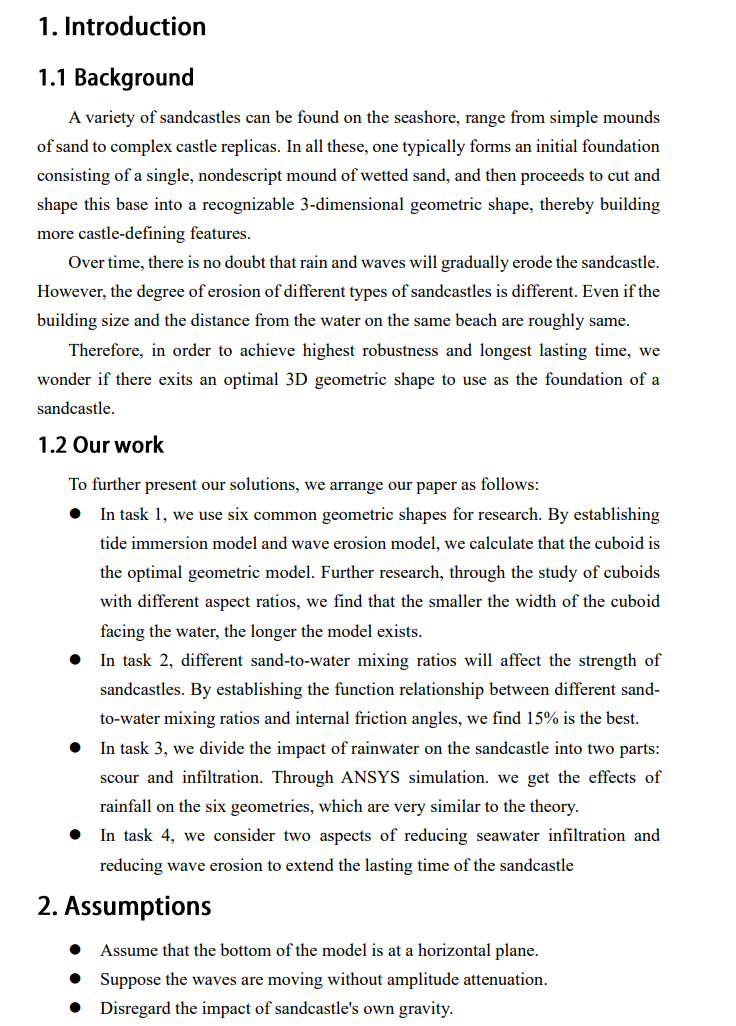 1. Introduction
1.1 Background
A variety of sandcastles can be found on the seashore, range from simple mounds
of sand to complex castle replicas. In all these, one typically forms an initial foundation
consisting of a single, nondescript mound of wetted sand, and then proceeds to cut and
shape this base into a recognizable 3-dimensional geometric shape, thereby building
more castle-defining features.
Over time, there is no doubt that rain and waves will gradually erode the sandcastle.
However, the degree of erosion of different types of sandcastles is different. Even if the
building size and the distance from the water on the same beach are roughly same.
Therefore, in order to achieve highest robustness and longest lasting time, we
wonder if there exits an optimal 3D geometric shape to use as the foundation of a
sandcastle.
1.2 Our work
To further present our solutions, we arrange our paper as follows:
● In task 1, we use six common geometric shapes for research. By establishing
tide immersion model and wave erosion model, we calculate that the cuboid is
the optimal geometric model. Further research, through the study of cuboids
with different aspect ratios, we find that the smaller the width of the cuboid
facing the water, the longer the model exists.
● In task 2, different sand-to-water mixing ratios will affect the strength of
sandcastles. By establishing the function relationship between different sand-
to-water mixing ratios and internal friction angles, we find 15% is the best.
● In task 3, we divide the impact of rainwater on the sandcastle into two parts:
scour and infiltration. Through ANSYS simulation. we get the effects of
rainfall on the six geometries, which are very similar to the theory.
● In task 4, we consider two aspects of reducing seawater infiltration and
reducing wave erosion to extend the lasting time of the sandcastle
2. Assumptions
● Assume that the bottom of the model is at a horizontal plane.
● Suppose the waves are moving without amplitude attenuation.
● Disregard the impact of sandcastle's own gravity.